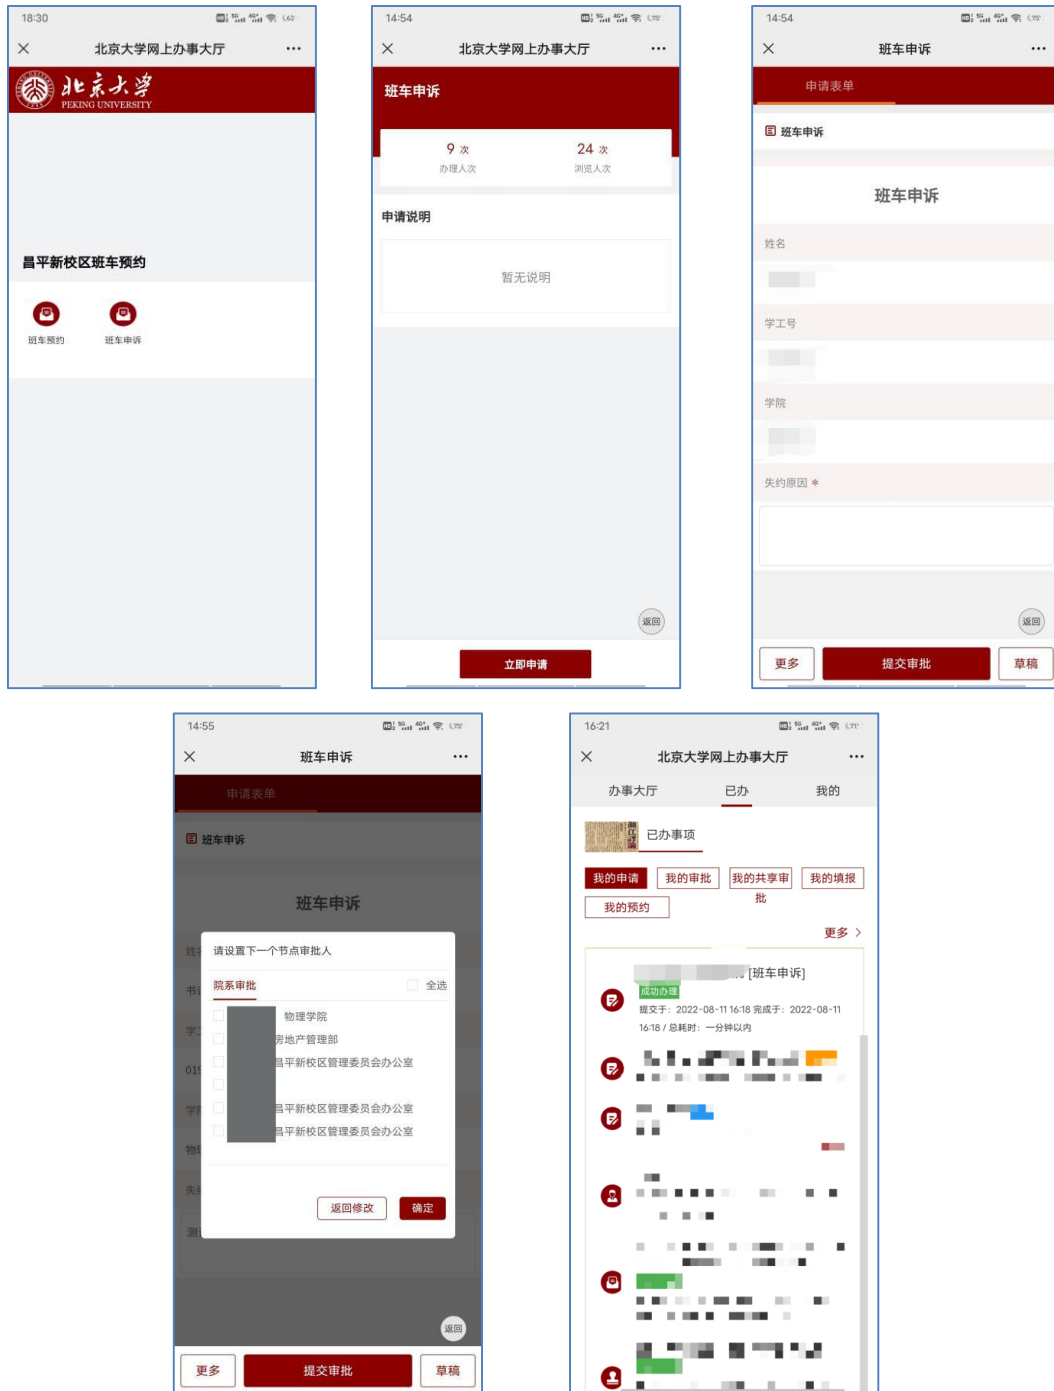 18:30
北京大学网上办事大厅
北京大学
PEKING UNIVERSITY
昌平新校区班车预约
班车预约 班车申诉
14:54
北京大学网上办事大厅
班车申诉
9 次 24 次
办理人次 浏览人次
申请说明
暂无说明
返回
立即申请
14:54
班车申诉
申请表单
班车申诉
班车申诉
姓名
学工号
学院
失约原因 *
返回
更多 提交审批 草稿
14:55
班车申诉
申请表单
班车申诉
班车申诉
请设置下一个节点审批人
院系审批 全选
物理学院
房地产管理部
昌平新校区管理委员会办公室
昌平新校区管理委员会办公室
昌平新校区管理委员会办公室
返回修改 确定
返回
更多 提交审批 草稿
16:21
北京大学网上办事大厅
办事大厅 已办 我的
已办事项
我的申请 我的审批 我的共享审批 我的填报
我的预约
更多 >
[班车申诉]
成功办理
提交于：2022-08-11 16:18 完成于：2022-08-11
16:18 / 总耗时：一分钟以内